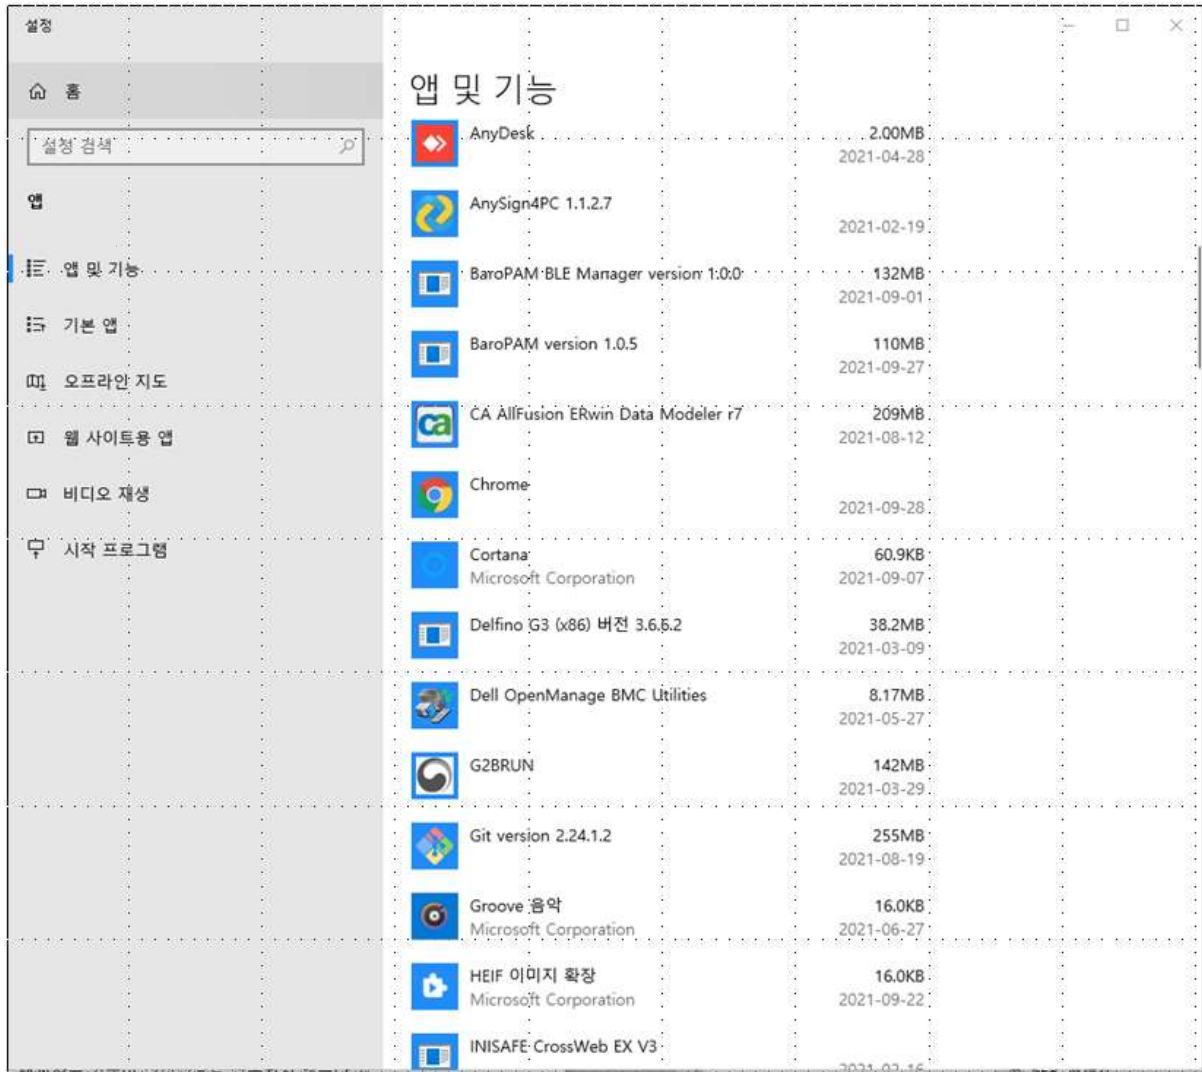 설정
홈
설정 검색
앱
앱 및 기능
기본 앱
오프라인 지도
웹 사이트용 앱
비디오 재생
시작 프로그램
앱 및 기능
AnyDesk 2.00MB
2021-04-28
AnySign4PC 1.1.2.7
2021-02-19
BaroPAM BLE Manager version 1.0.0 132MB
2021-09-01
BaroPAM version 1.0.5 110MB
2021-09-27
CA AllFusion ERwin Data Modeler r7 209MB
2021-08-12
Chrome
2021-09-28
Cortana 60.9KB
Microsoft Corporation 2021-09-07
Delfino G3 (x86) 버전 3.6.6.2 38.2MB
2021-03-09
Dell OpenManage BMC Utilities 8.17MB
2021-05-27
G2BRUN 142MB
2021-03-29
Git version 2.24.1.2 255MB
2021-08-19
Groove 음악 16.0KB
Microsoft Corporation 2021-06-27
HEIF 이미지 확장 16.0KB
Microsoft Corporation 2021-09-22
INISAFE CrossWeb EX V3
2021-02-16